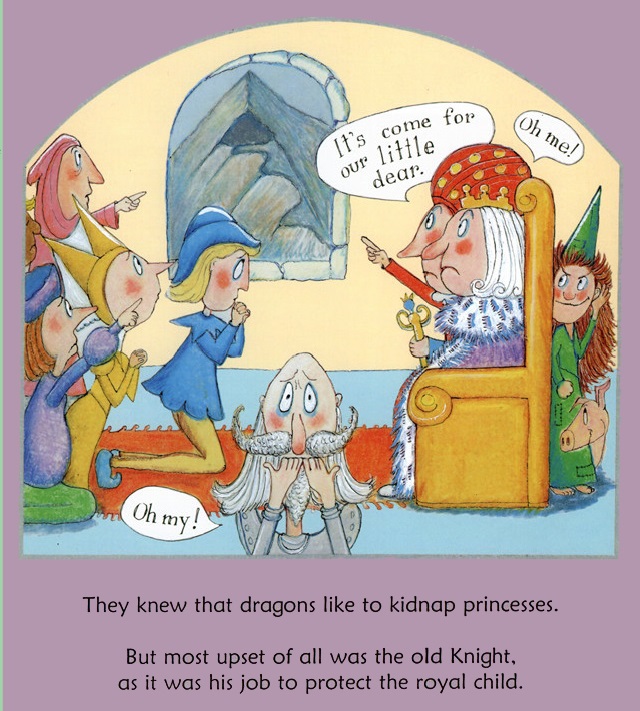 It's come for
our little
dear.
Oh me!
Oh my!
They knew that dragons like to kidnap princesses.
But most upset of all was the old Knight,
as it was his job to protect the royal child.